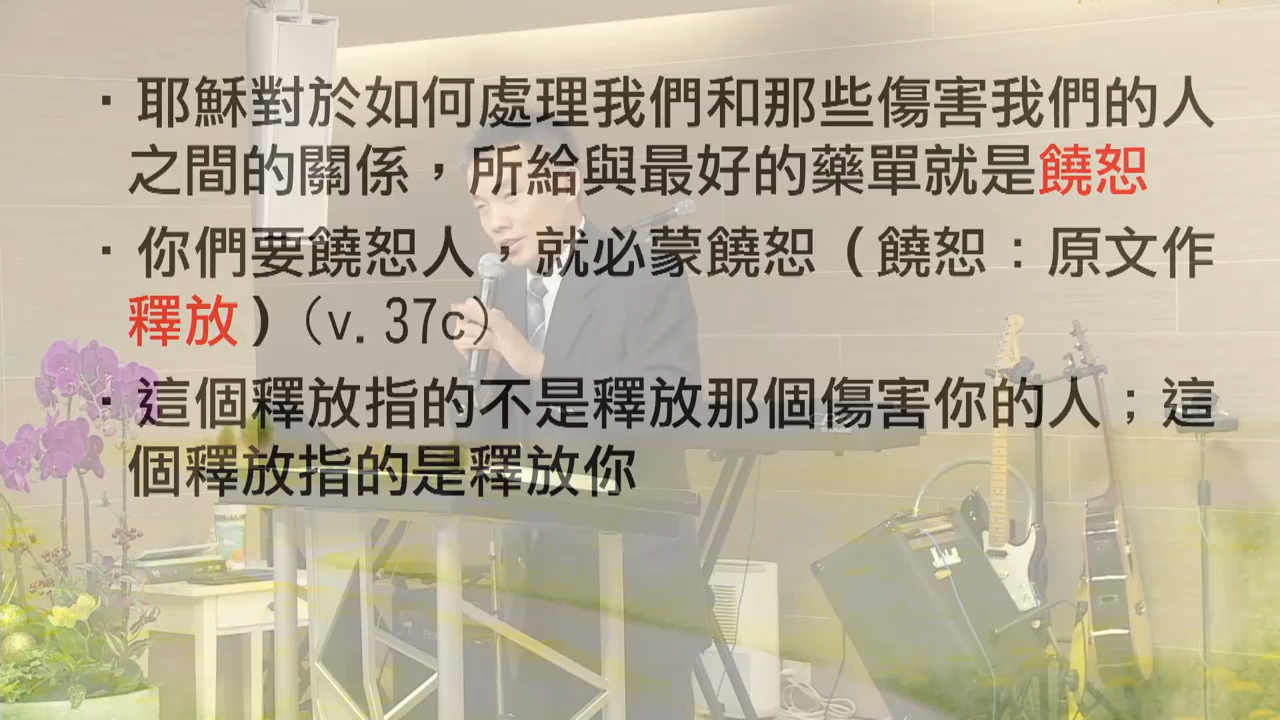 ·耶穌對於如何處理我們和那些傷害我們的人
之間的關係，所給與最好的藥單就是饒恕
·你們要饒恕人，就必蒙饒恕（饒恕：原文作
釋放）(v. 37c)
·這個釋放指的不是釋放那個傷害你的人；這
個釋放指的是釋放你